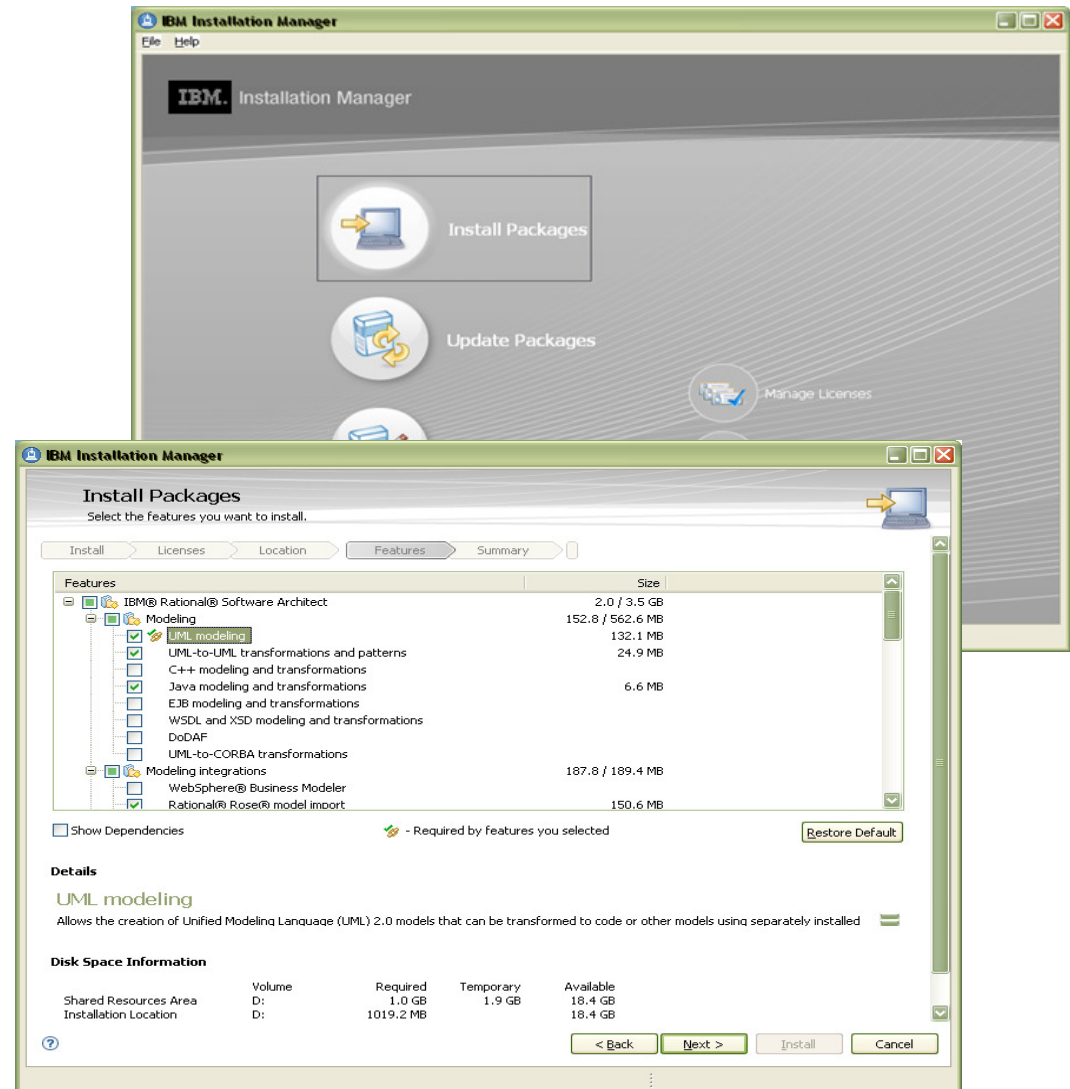 IBM Installation Manager
File Help
IBM. Installation Manager
Install Packages
Update Packages
Manage Licenses
IBM Installation Manager
Install Packages
Select the features you want to install.
Install Licenses Location Features Summary
Features Size
IBM® Rational® Software Architect 2.0 / 3.5 GB
Modeling 152.8 / 562.6 MB
UML modeling 132.1 MB
UML-to-UML transformations and patterns 24.9 MB
C++ modeling and transformations
Java modeling and transformations 6.6 MB
EJB modeling and transformations
WSDL and XSD modeling and transformations
DoDAF
UML-to-CORBA transformations
Modeling integrations 187.8 / 189.4 MB
WebSphere® Business Modeler
Rational® Rose® model import 150.6 MB
Show Dependencies - Required by features you selected Restore Default
Details
UML modeling
Allows the creation of Unified Modeling Language (UML) 2.0 models that can be transformed to code or other models using separately installed
Disk Space Information
Volume Required Temporary Available
Shared Resources Area D: 1.0 GB 1.9 GB 18.4 GB
Installation Location D: 1019.2 MB 18.4 GB
? < Back Next > Install Cancel